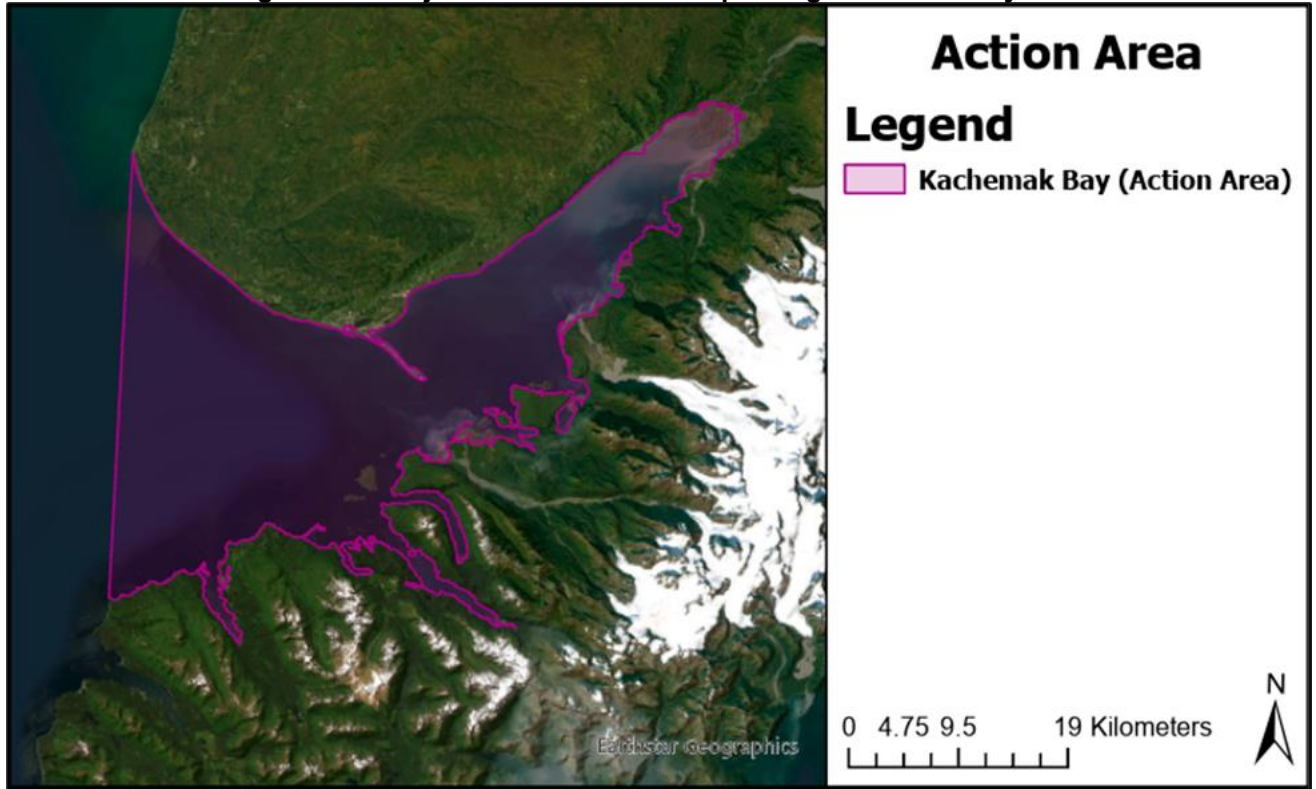 Action Area
Legend
Kachemak Bay (Action Area)
N
0 4.75 9.5 19 Kilometers
Earthstar Geographics